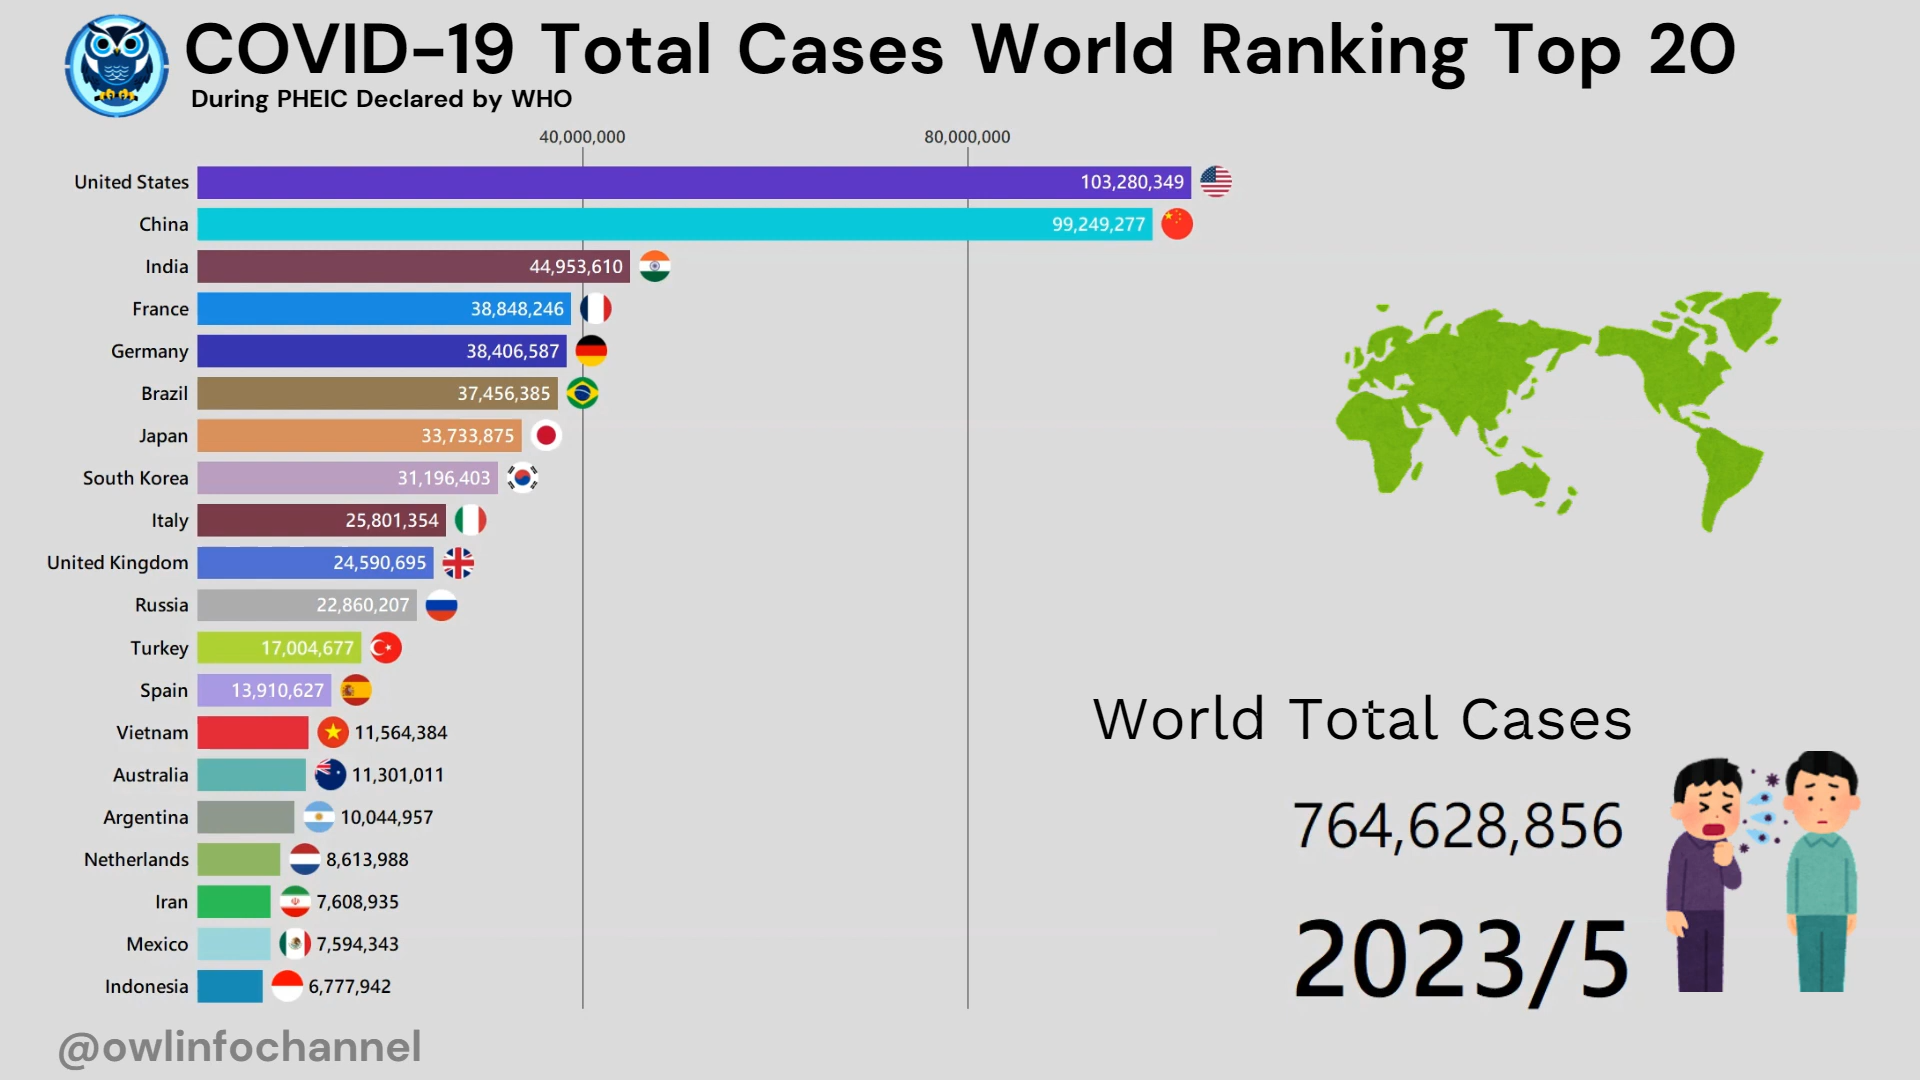 COVID-19 Total Cases World Ranking Top 20
During PHEIC Declared by WHO
40,000,000 80,000,000
United States 103,280,349
China 99,249,277
India 44,953,610
France 38,848,246
Germany 38,406,587
Brazil 37,456,385
Japan 33,733,875
South Korea 31,196,403
Italy 25,801,354
United Kingdom 24,590,695
Russia 22,860,207
Turkey 17,004,677
Spain 13,910,627
Vietnam 11,564,384
Australia 11,301,011
Argentina 10,044,957
Netherlands 8,613,988
Iran 7,608,935
Mexico 7,594,343
Indonesia 6,777,942
World Total Cases
764,628,856
2023/5
@owlinfochannel